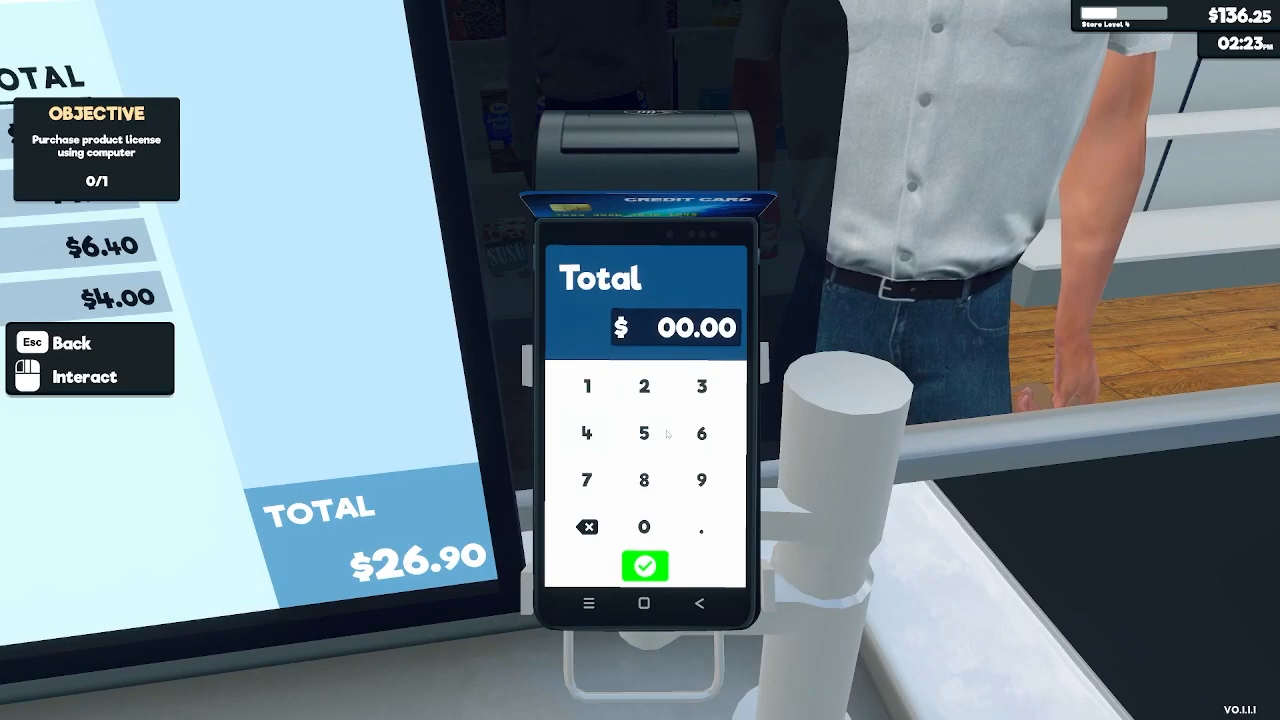 OTAL
OBJECTIVE
Purchase product license
using computer
0/1
$6.40
$4.00
Esc Back
Interact
TOTAL
$26.90
CREDIT CARD
Total
$ 00.00
1 2 3
4 5 6
7 8 9
0 .
Store Level 4
$136.25
02:23PM
V0.1.1.1